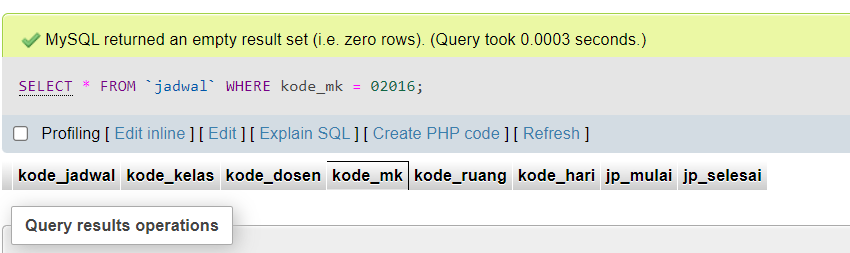 MySQL returned an empty result set (i.e. zero rows). (Query took 0.0003 seconds.)
SELECT * FROM `jadwal` WHERE kode_mk = 02016;
Profiling [ Edit inline ] [ Edit ] [ Explain SQL ] [ Create PHP code ] [ Refresh ]
kode_jadwal kode_kelas kode_dosen kode_mk kode_ruang kode_hari jp_mulai jp_selesai
Query results operations